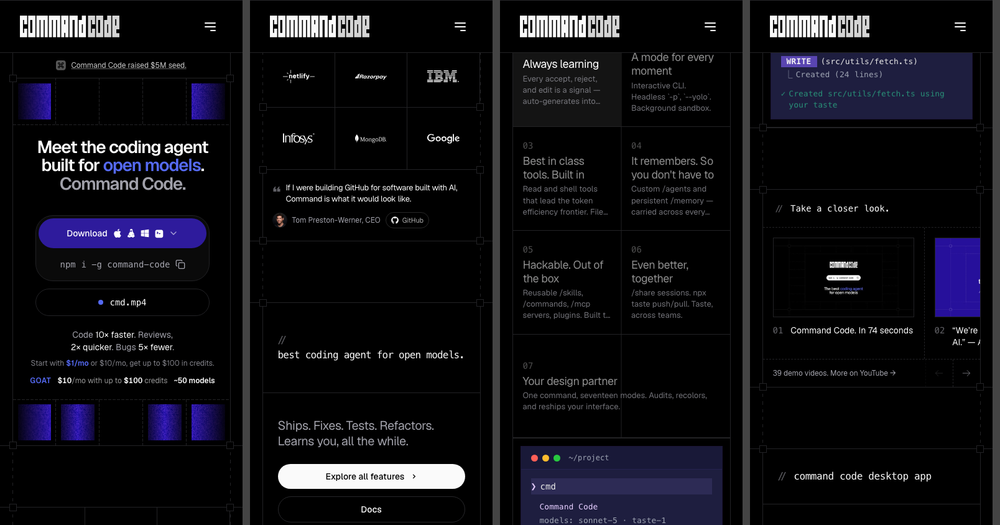 command code
Command Code raised $5M seed.
Meet the coding agent
built for open models.
Command Code.
Download
npm i -g command-code
cmd.mp4
Code 10× faster. Reviews,
2× quicker. Bugs 5× fewer.
Start with $1/mo or $10/mo, get up to $100 in credits.
GOAT $10/mo with up to $100 credits ~50 models
command code
netlify
Razorpay
IBM
Infosys
MongoDB
Google
If I were building GitHub for software built with AI,
Command is what it would look like.
Tom Preston-Werner, CEO
GitHub
//
best coding agent for open models.
Ships. Fixes. Tests. Refactors.
Learns you, all the while.
Explore all features ›
Docs
command code
Always learning
Every accept, reject,
and edit is a signal —
auto-generates into…
A mode for every
moment
Interactive CLI.
Headless `-p`, `--yolo`.
Background sandbox.
03
Best in class
tools. Built in
Read and shell tools
that lead the token
efficiency frontier. File…
04
It remembers. So
you don't have to
Custom /agents and
persistent /memory —
carried across every…
05
Hackable. Out of
the box
Reusable /skills,
/commands, /mcp
servers, plugins. Built t…
06
Even better,
together
/share sessions. npx
taste push/pull. Taste,
across teams.
07
Your design partner
One command, seventeen modes. Audits, recolors,
and reships your interface.
~/project
❯ cmd
Command Code
models: sonnet-5 · taste-1
command code
WRITE (src/utils/fetch.ts)
Created (24 lines)
✓ Created src/utils/fetch.ts using
your taste
// Take a closer look.
command code
The best coding agent
for open models
01 Command Code. In 74 seconds
02 "We're
AI." — A
39 demo videos. More on YouTube →
← →
// command code desktop app